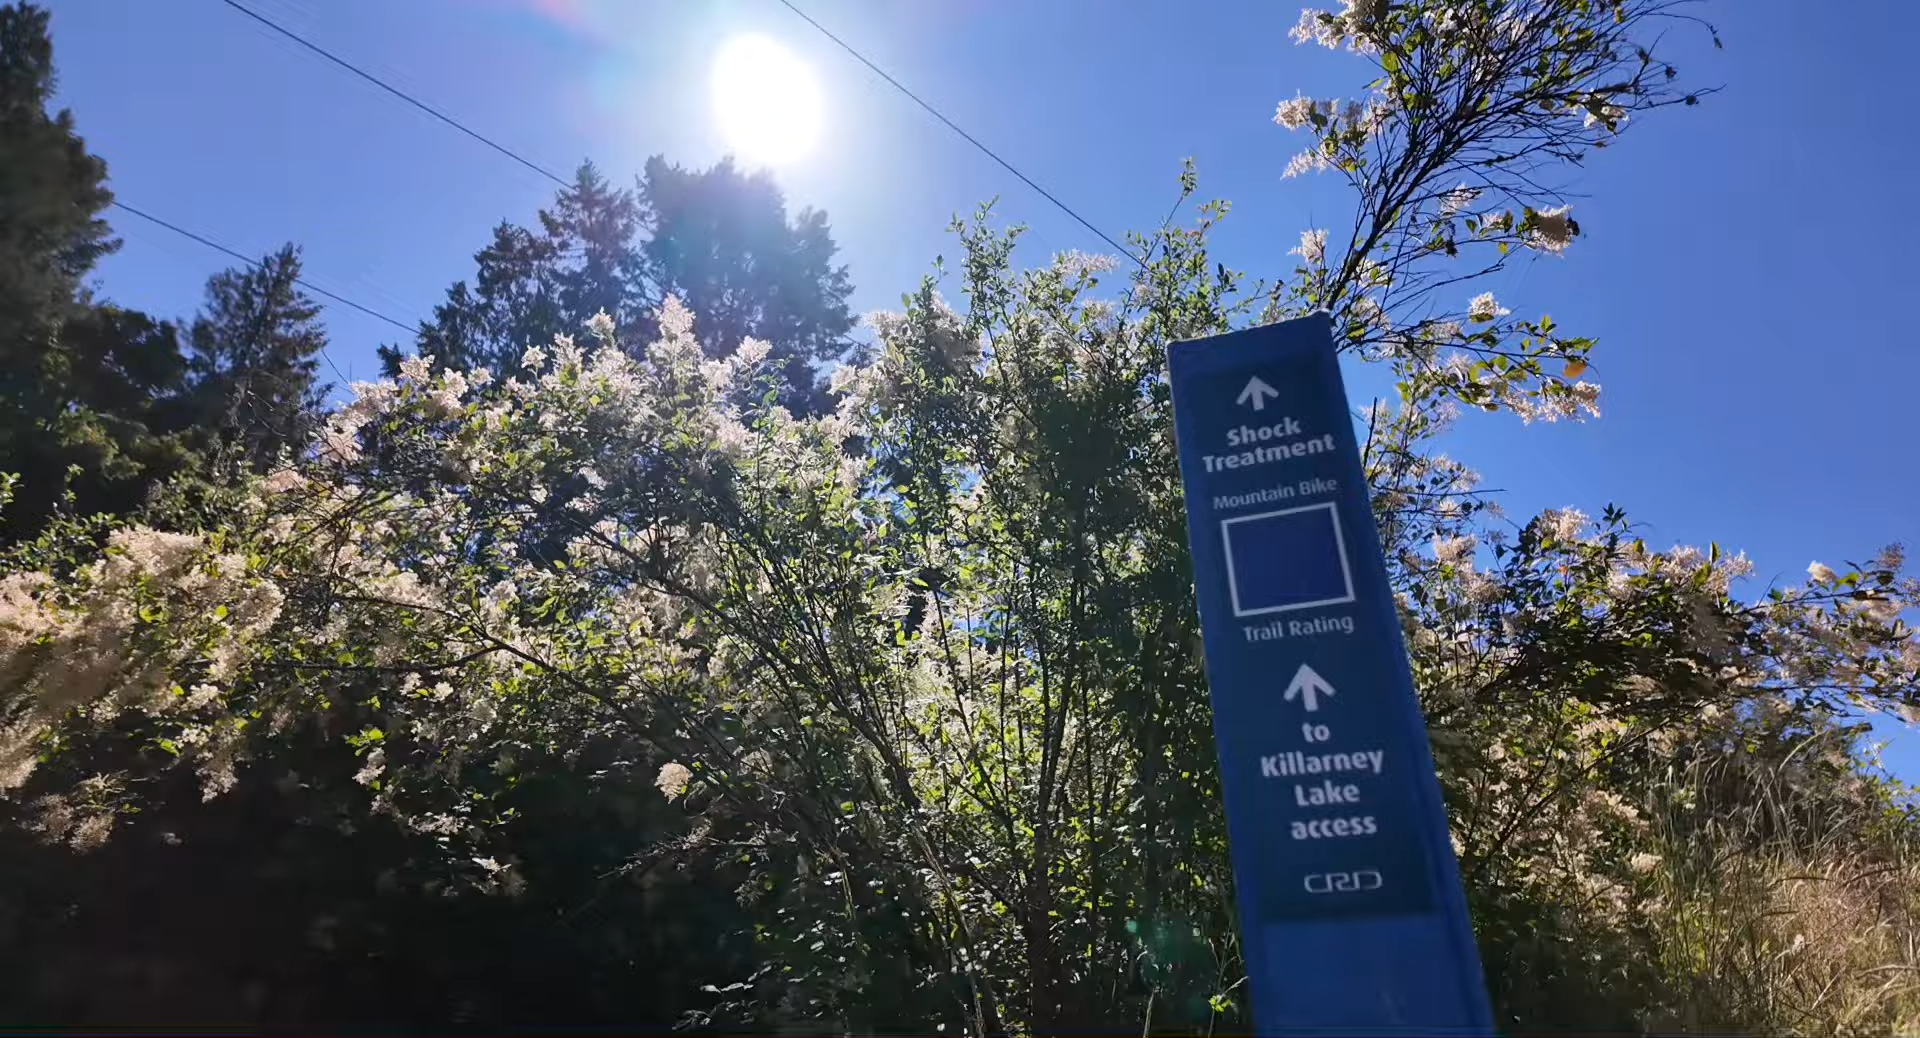 Shock
Treatment
Mountain Bike
Trail Rating
to
Killarney
Lake
access
CRD